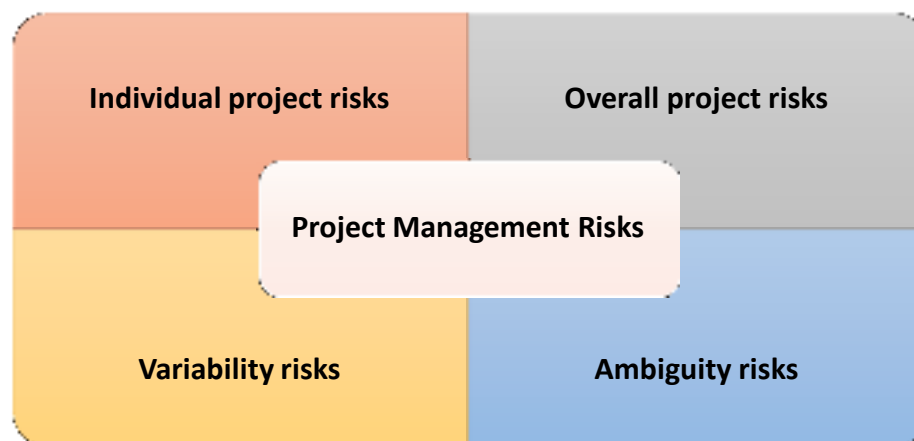 Individual project risks
Overall project risks
Project Management Risks
Variability risks
Ambiguity risks